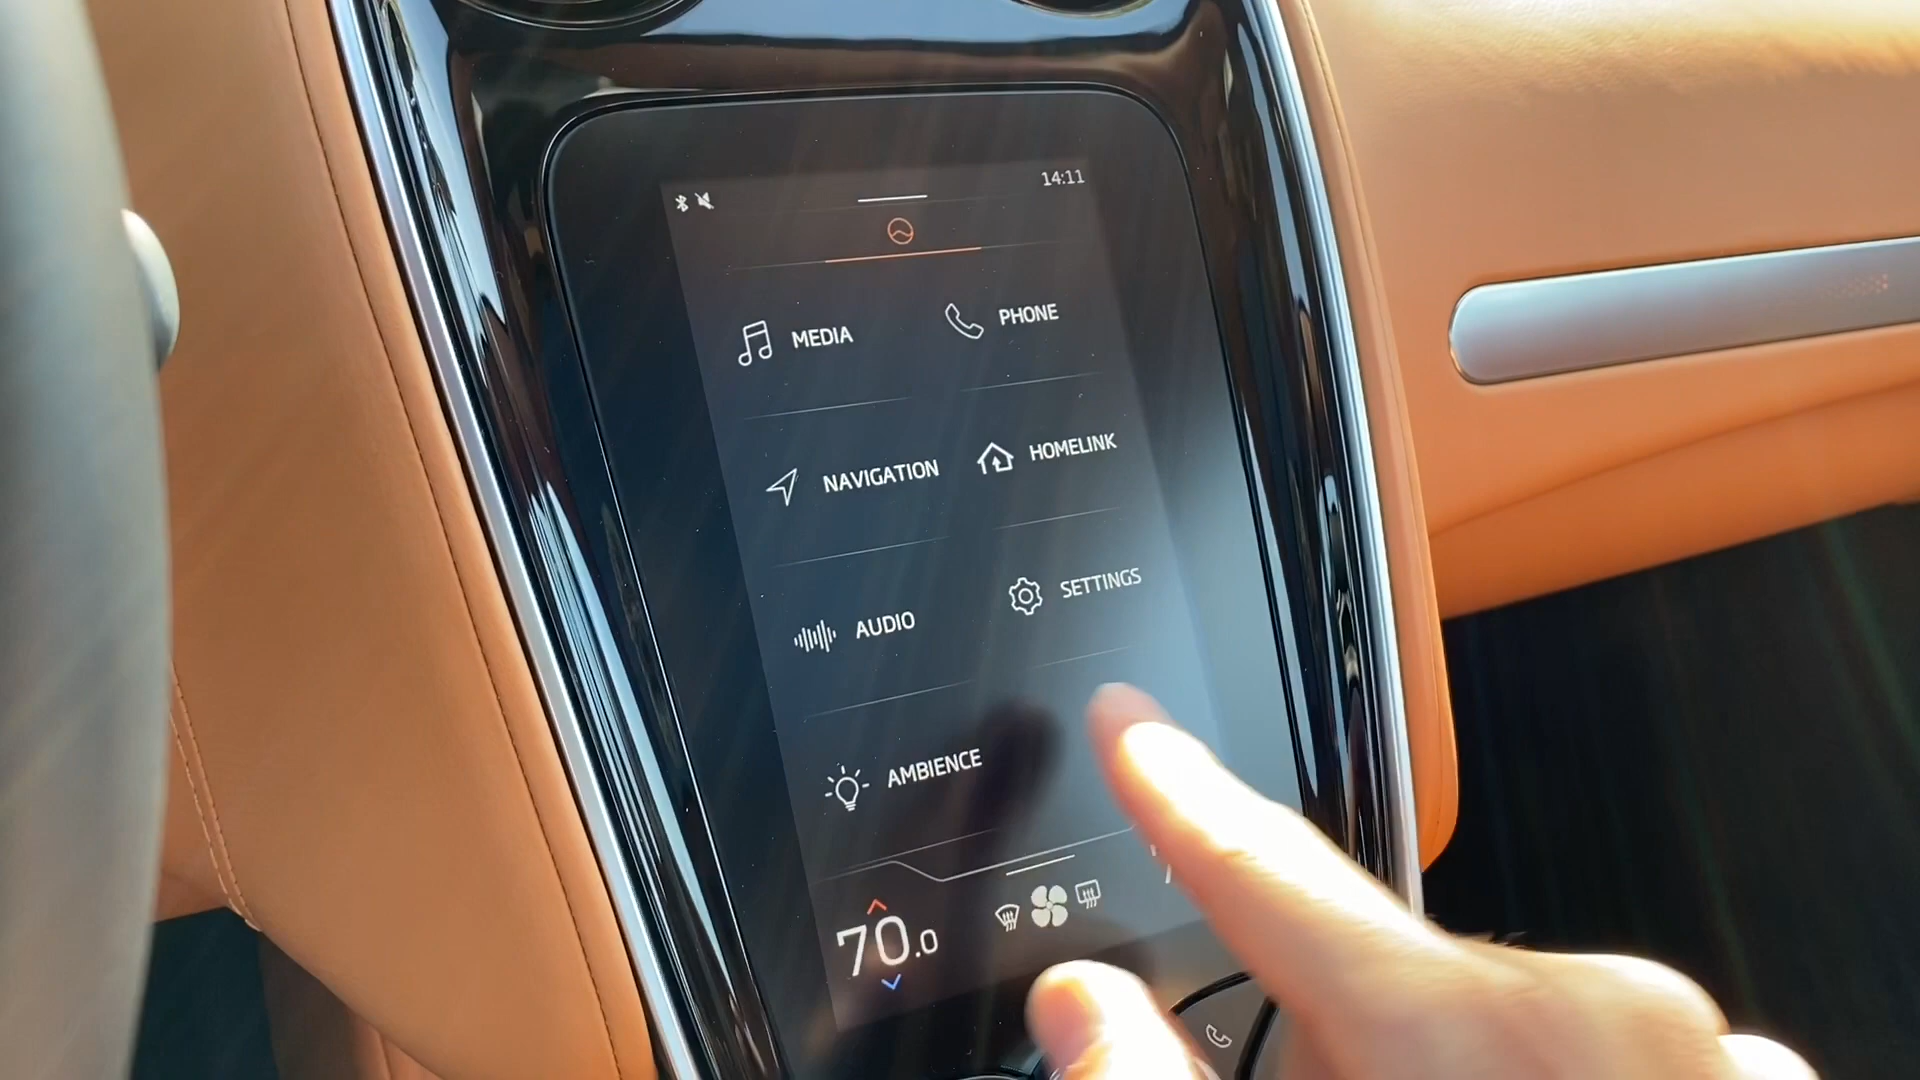 14:11
MEDIA
PHONE
NAVIGATION
HOMELINK
AUDIO
SETTINGS
AMBIENCE
70.0